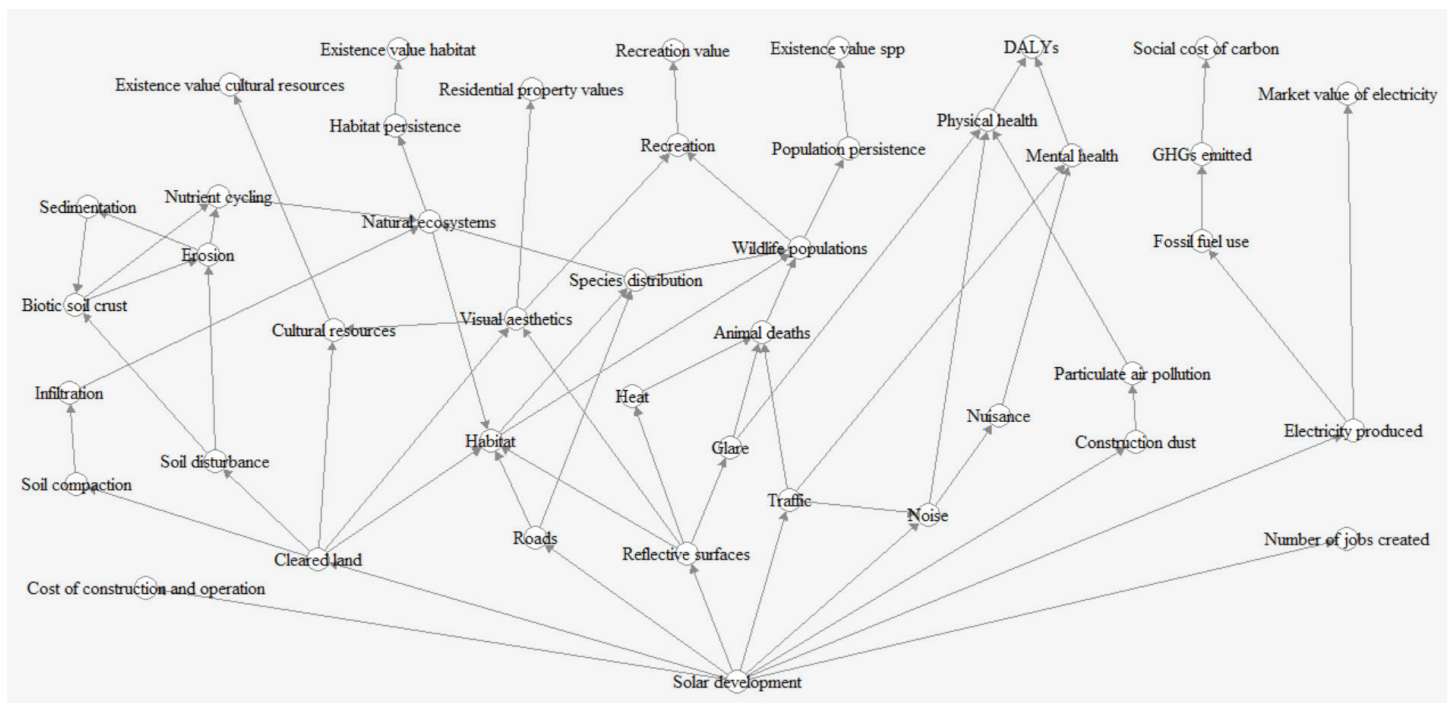 Existence value habitat
Recreation value
Existence value spp
DALYs
Social cost of carbon
Existence value cultural resources
Residential property values
Market value of electricity
Habitat persistence
Physical health
Recreation
Population persistence
Mental health
GHGs emitted
Sedimentation
Nutrient cycling
Natural ecosystems
Erosion
Wildlife populations
Fossil fuel use
Species distribution
Biotic soil crust
Cultural resources
Visual aesthetics
Animal deaths
Infiltration
Heat
Particulate air pollution
Nuisance
Habitat
Glare
Construction dust
Electricity produced
Soil disturbance
Soil compaction
Traffic
Noise
Roads
Reflective surfaces
Number of jobs created
Cleared land
Cost of construction and operation
Solar development